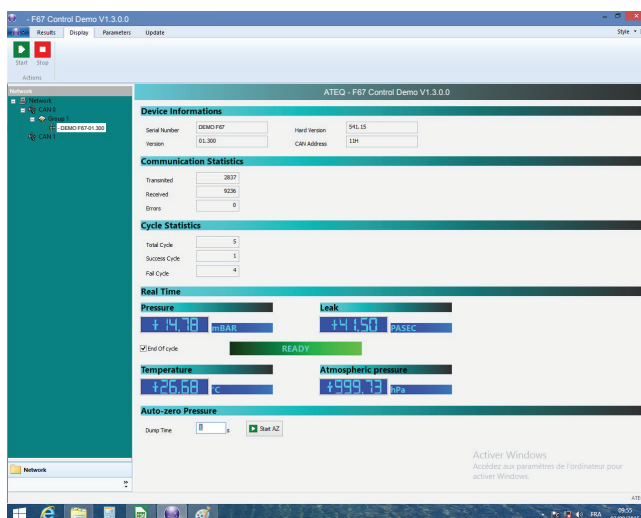 - F67 Control Demo V1.3.0.0
Results Display Parameters Update Style
Start Stop
Actions
Network
ATEQ - F67 Control Demo V1.3.0.0
Network
CAN 0
Group 1
- DEMO F67-01.300
CAN 1
Device Informations
Serial Number DEMO F67 Hard Version 541.15
Version 01.300 CAN Address 11H
Communication Statistics
Transmited 2837
Received 9236
Errors 0
Cycle Statistics
Total Cycle 5
Success Cycle 1
Fail Cycle 4
Real Time
Pressure Leak
+14,78 mBAR +41,50 PASEC
End Of cycle READY
Temperature Atmospheric pressure
+26.68 °C +999.73 hPa
Auto-zero Pressure
Dump Time s Start AZ
Activer Windows
Accédez aux paramètres de l'ordinateur pour
activer Windows.
Network
ATE
FRA 09:55